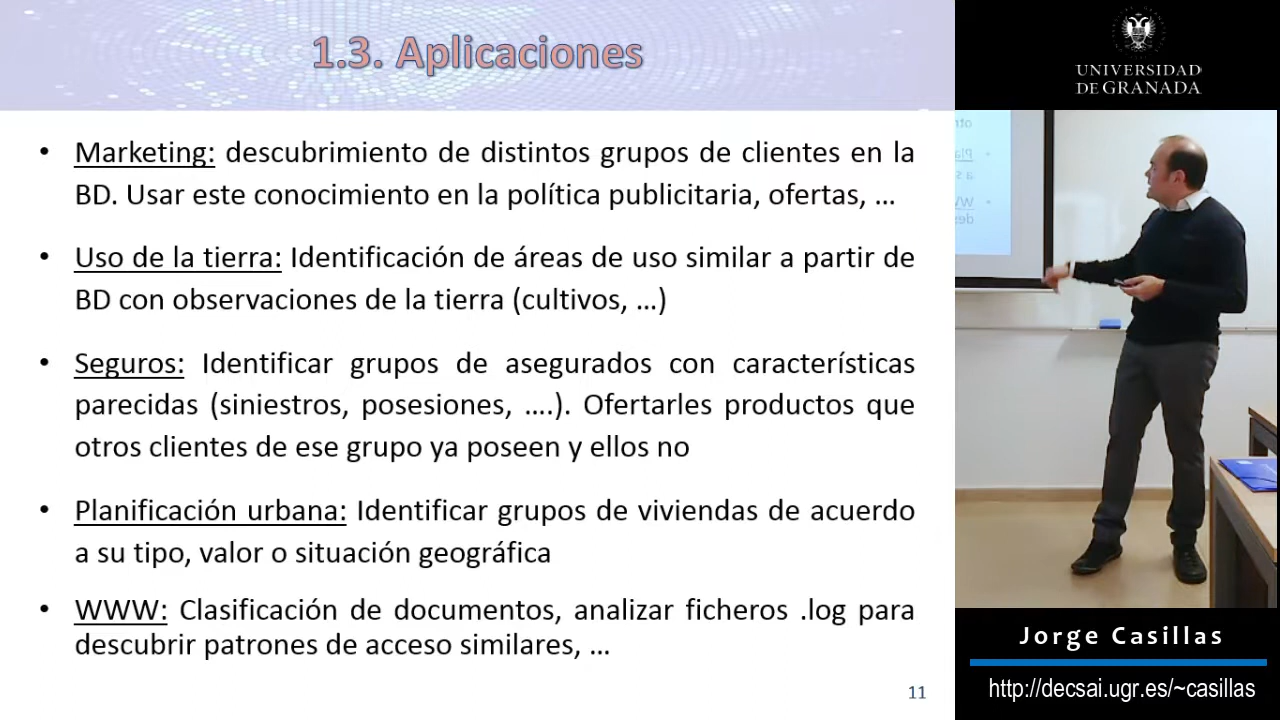 1.3. Aplicaciones
• Marketing: descubrimiento de distintos grupos de clientes en la
BD. Usar este conocimiento en la política publicitaria, ofertas, …
• Uso de la tierra: Identificación de áreas de uso similar a partir de
BD con observaciones de la tierra (cultivos, …)
• Seguros: Identificar grupos de asegurados con características
parecidas (siniestros, posesiones, ….). Ofertarles productos que
otros clientes de ese grupo ya poseen y ellos no
• Planificación urbana: Identificar grupos de viviendas de acuerdo
a su tipo, valor o situación geográfica
• WWW: Clasificación de documentos, analizar ficheros .log para
descubrir patrones de acceso similares, …
11
UNIVERSIDAD
DE GRANADA
Jorge Casillas
http://decsai.ugr.es/~casillas